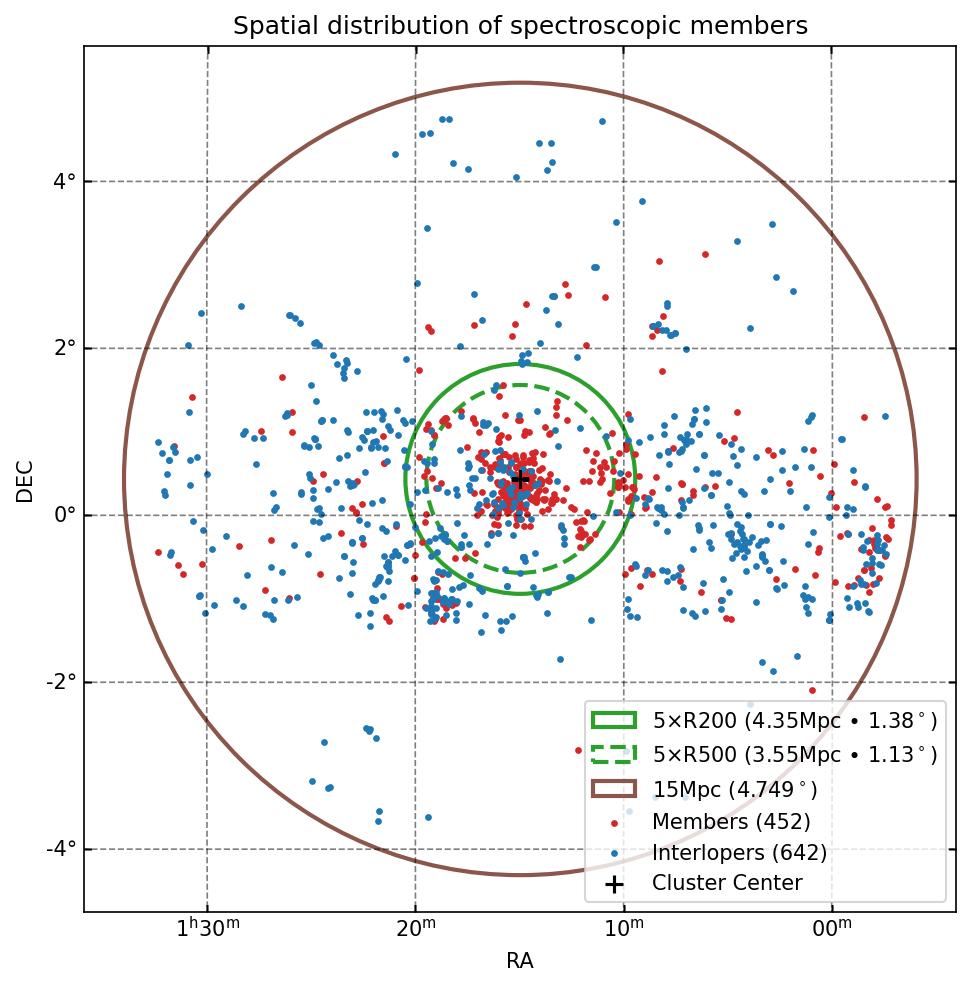 Spatial distribution of spectroscopic members
DEC
4°
2°
0°
-2°
-4°
5×R200 (4.35Mpc • 1.38°)
5×R500 (3.55Mpc • 1.13°)
15Mpc (4.749°)
Members (452)
Interlopers (642)
Cluster Center
1ʰ30ᵐ 20ᵐ 10ᵐ 00ᵐ
RA